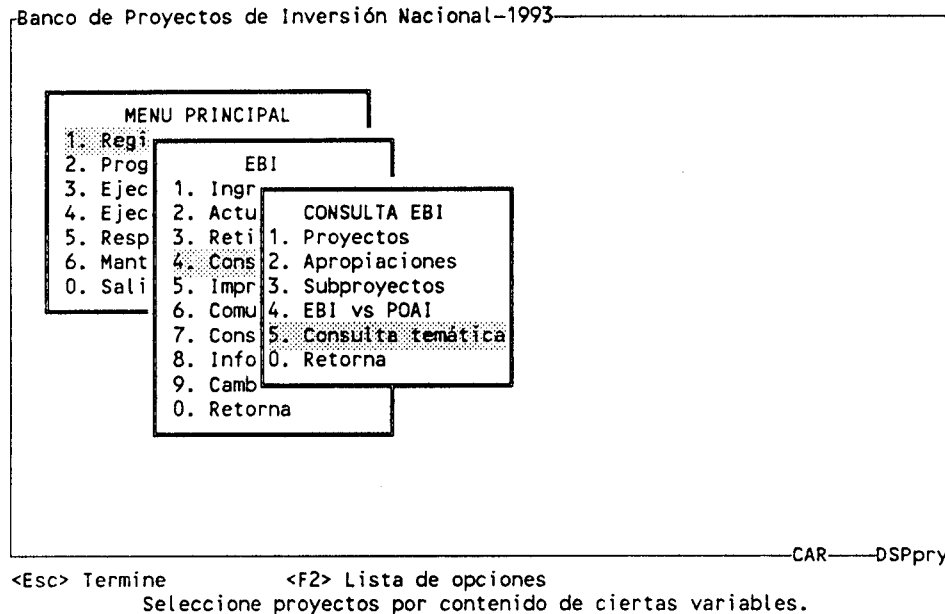 Banco de Proyectos de Inversión Nacional-1993
MENU PRINCIPAL
1. Regi
2. Prog
3. Ejec
4. Ejec
5. Resp
6. Mant
0. Sali
EBI
1. Ingr
2. Actu
3. Reti
4. Cons
5. Impr
6. Comu
7. Cons
8. Info
9. Camb
0. Retorna
CONSULTA EBI
1. Proyectos
2. Apropiaciones
3. Subproyectos
4. EBI vs POAI
5. Consulta temática
0. Retorna
CAR DSPpry
<Esc> Termine <F2> Lista de opciones
Seleccione proyectos por contenido de ciertas variables.